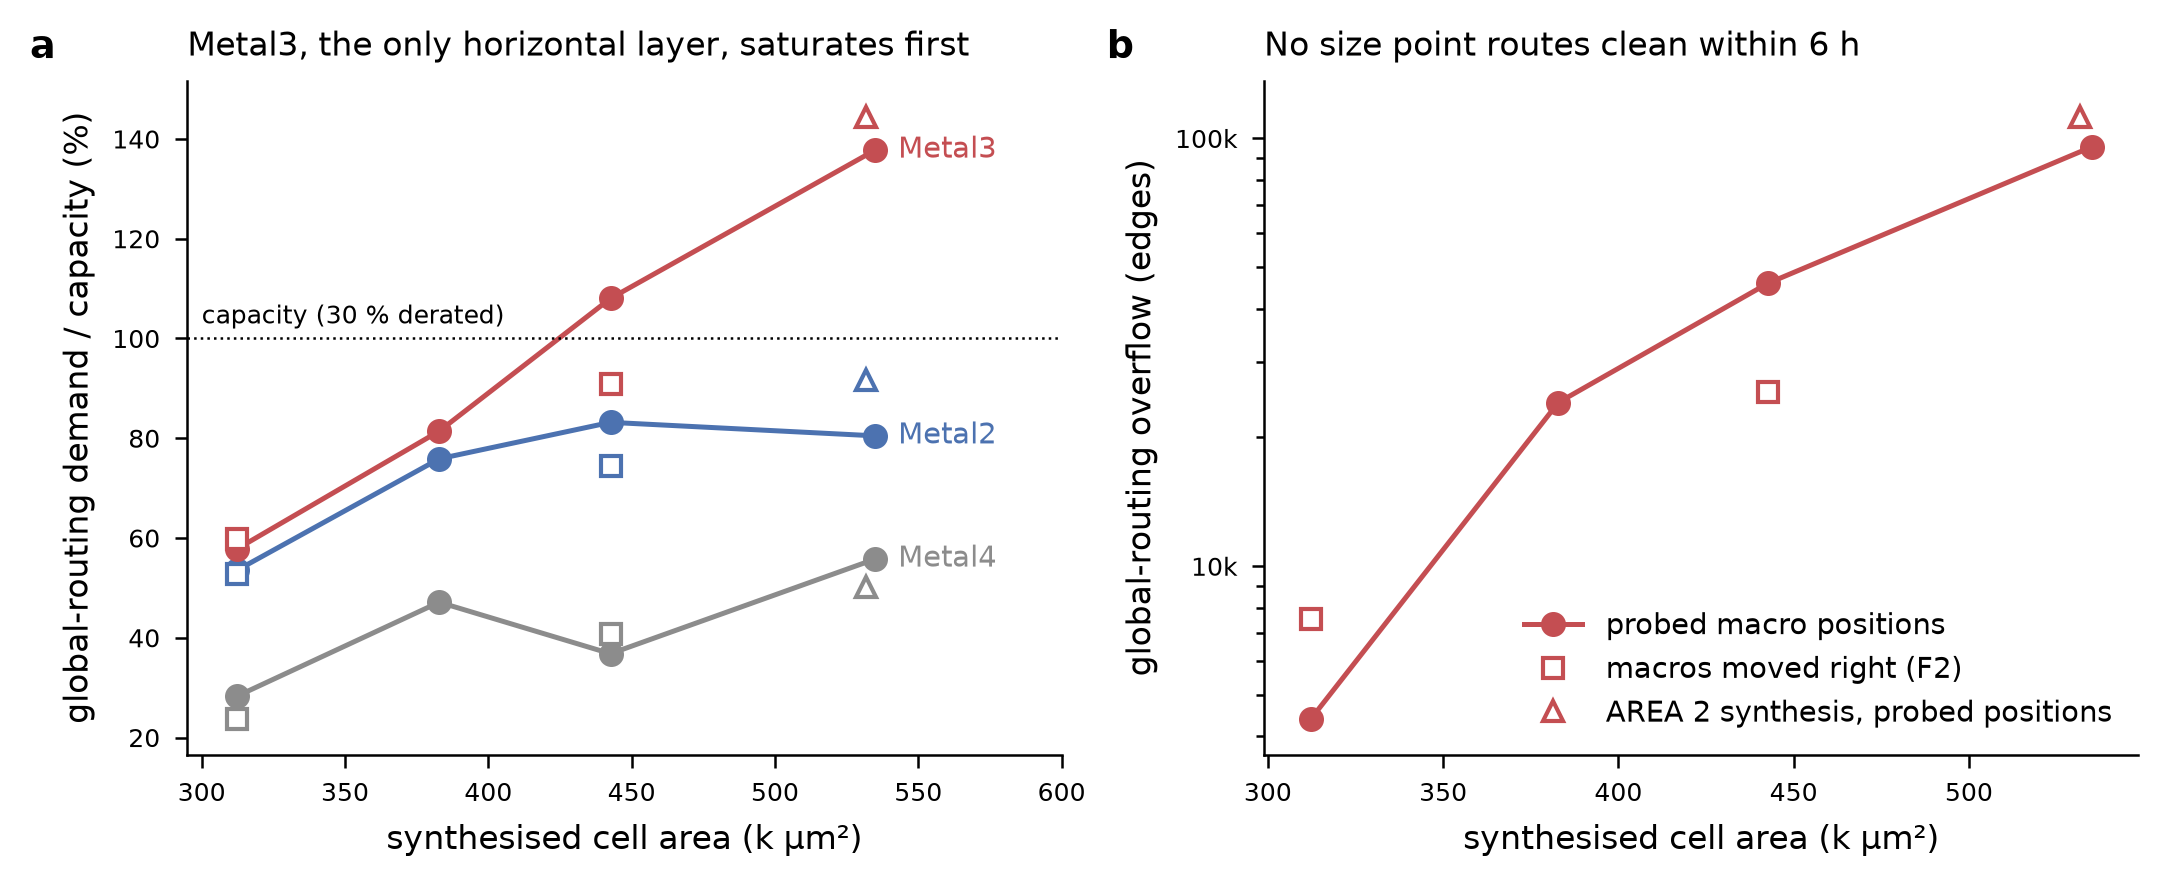 a
Metal3, the only horizontal layer, saturates first
global-routing demand / capacity (%)
140
120
100
80
60
40
20
capacity (30 % derated)
Metal3
Metal2
Metal4
300 350 400 450 500 550 600
synthesised cell area (k µm²)
b
No size point routes clean within 6 h
global-routing overflow (edges)
100k
10k
probed macro positions
macros moved right (F2)
AREA 2 synthesis, probed positions
300 350 400 450 500
synthesised cell area (k µm²)